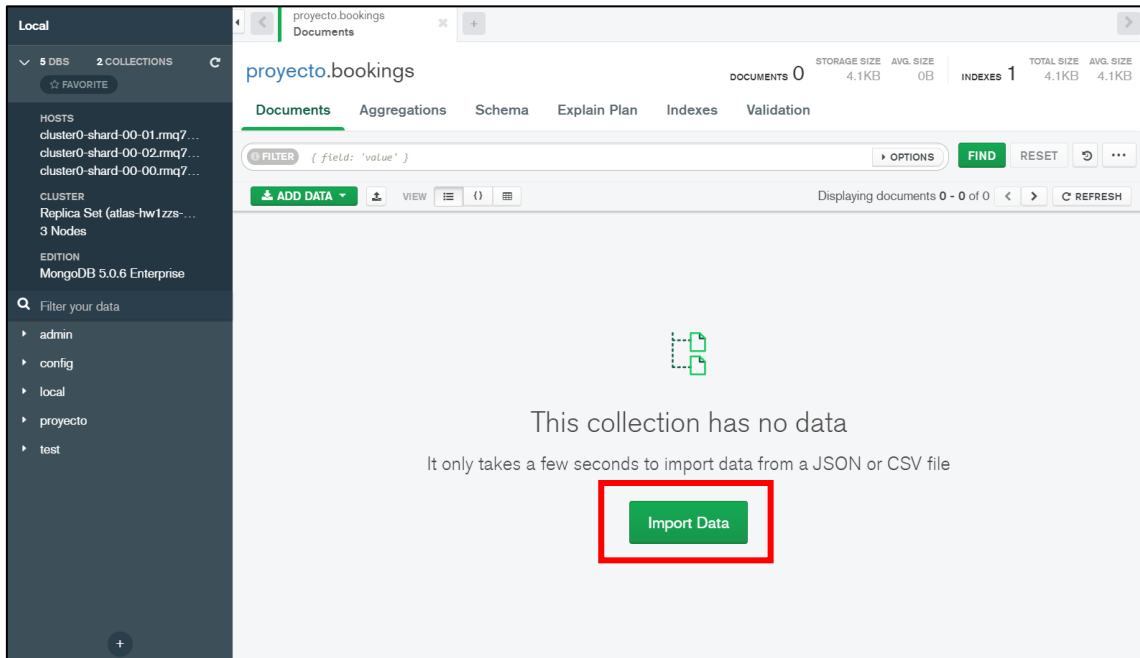 Local
5 DBS 2 COLLECTIONS
FAVORITE
HOSTS
cluster0-shard-00-01.rmq7...
cluster0-shard-00-02.rmq7...
cluster0-shard-00-00.rmq7...
CLUSTER
Replica Set (atlas-hw1zzs-...
3 Nodes
EDITION
MongoDB 5.0.6 Enterprise
Filter your data
admin
config
local
proyecto
test
proyecto.bookings
Documents
proyecto.bookings
DOCUMENTS 0 STORAGE SIZE 4.1KB AVG. SIZE 0B INDEXES 1 TOTAL SIZE 4.1KB AVG. SIZE 4.1KB
Documents Aggregations Schema Explain Plan Indexes Validation
FILTER { field: 'value' } OPTIONS FIND RESET
ADD DATA VIEW {} Displaying documents 0 - 0 of 0 REFRESH
This collection has no data
It only takes a few seconds to import data from a JSON or CSV file
Import Data